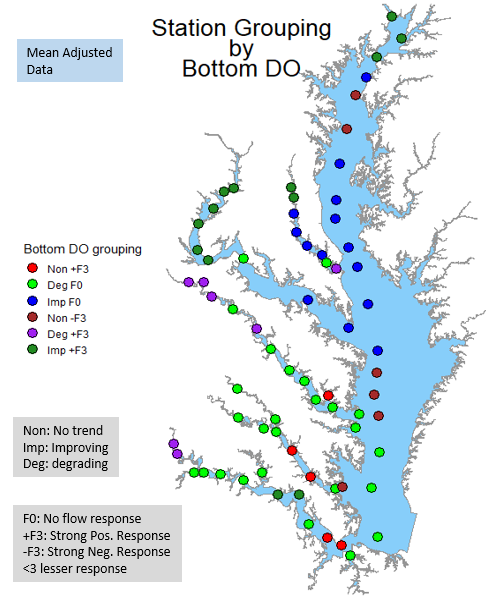 Station Grouping
by
Bottom DO
Mean Adjusted
Data
Bottom DO grouping
Non +F3
Deg F0
Imp F0
Non -F3
Deg +F3
Imp +F3
Non: No trend
Imp: Improving
Deg: degrading
F0: No flow response
+F3: Strong Pos. Response
-F3: Strong Neg. Response
<3 lesser response